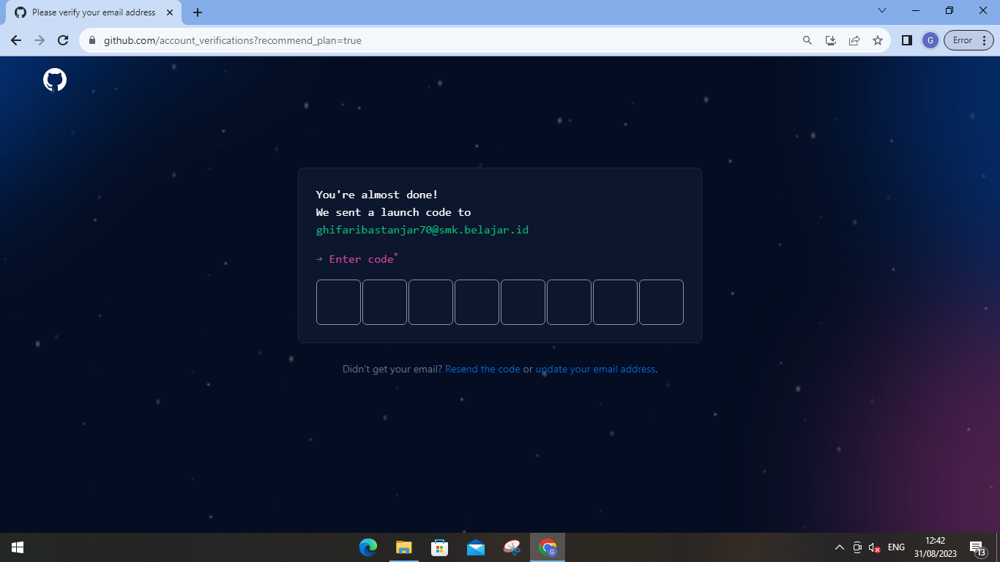 Please verify your email address
github.com/account_verifications?recommend_plan=true
G
Error
You're almost done!
We sent a launch code to
ghifaribastanjar70@smk.belajar.id
→ Enter code*
Didn't get your email? Resend the code or update your email address.
G
ENG
12:42
31/08/2023
13